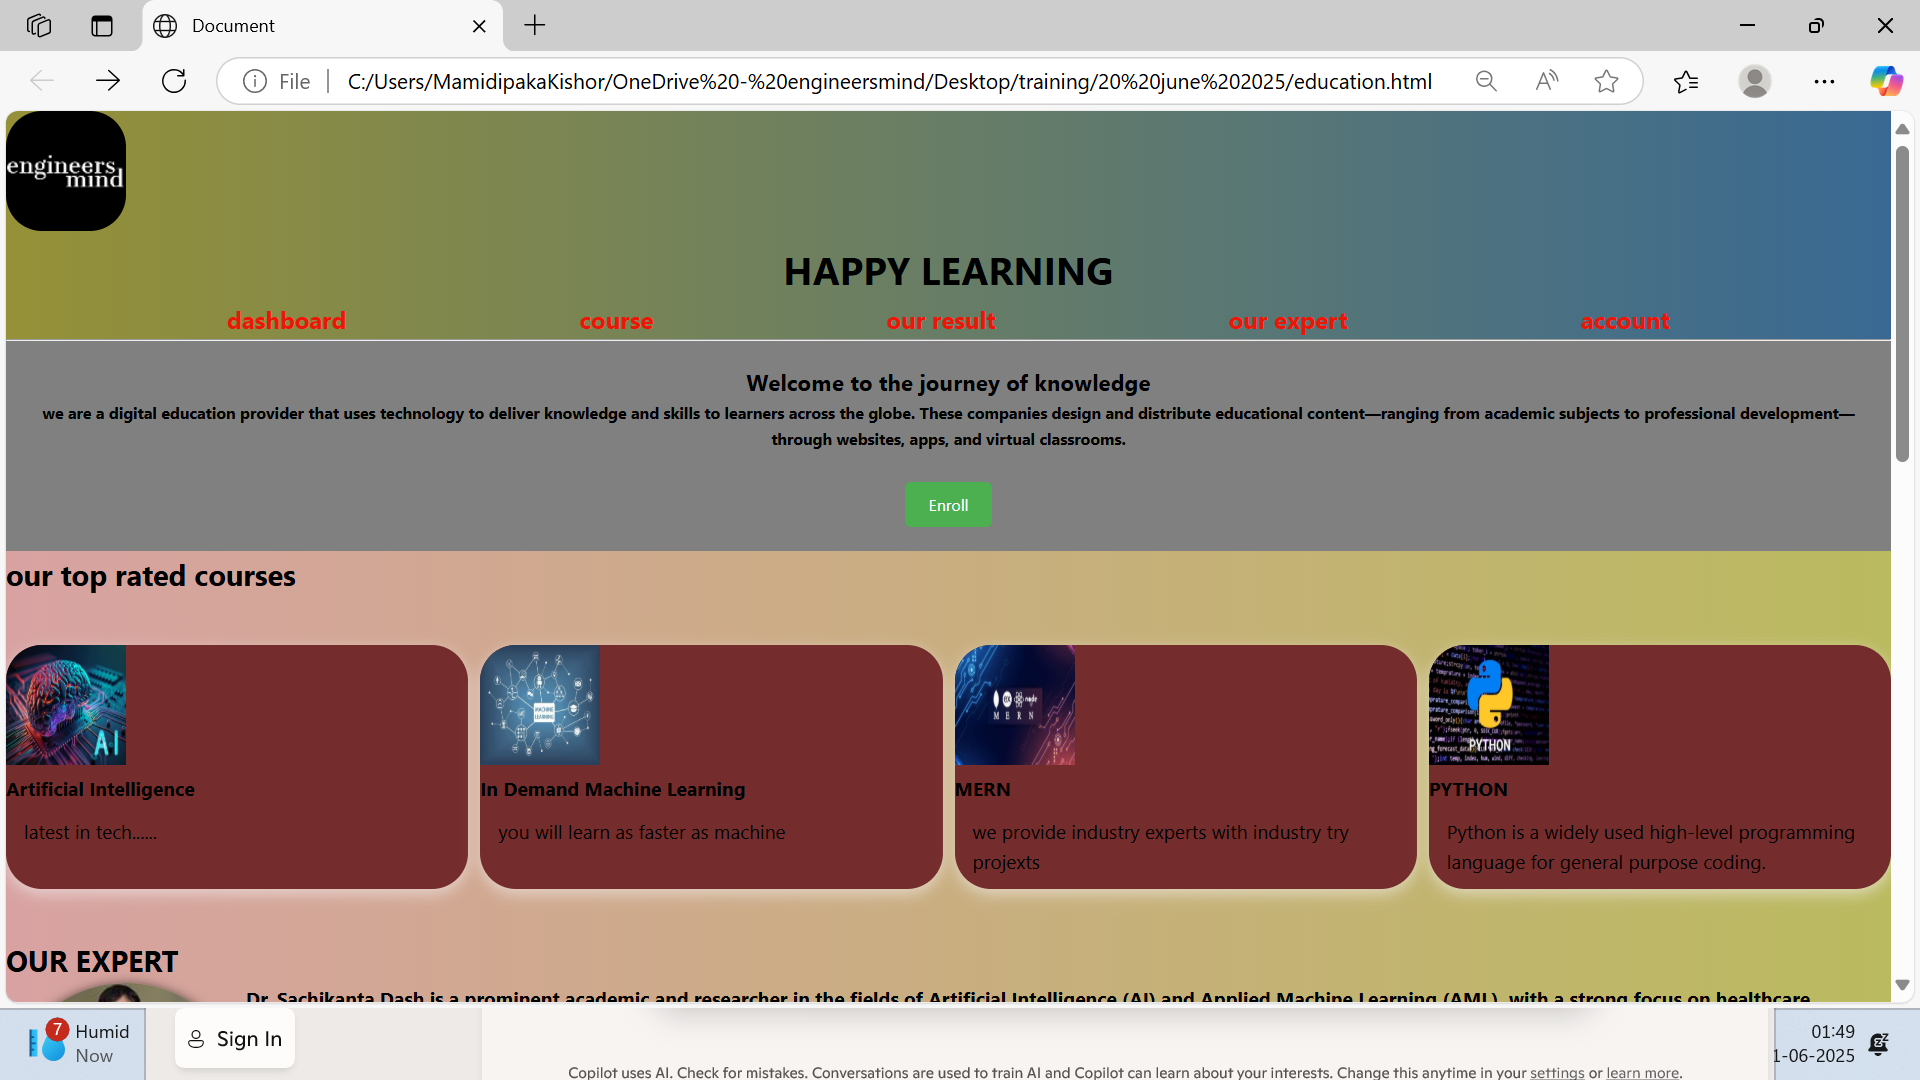 Document
File
C:/Users/MamidipakaKishor/OneDrive%20-%20engineersmind/Desktop/training/20%20june%202025/education.html
engineers
mind
HAPPY LEARNING
dashboard course our result our expert account
Welcome to the journey of knowledge
we are a digital education provider that uses technology to deliver knowledge and skills to learners across the globe. These companies design and distribute educational content—ranging from academic subjects to professional development—
through websites, apps, and virtual classrooms.
Enroll
our top rated courses
AI
Artificial Intelligence
latest in tech......
MACHINE
LEARNING
In Demand Machine Learning
you will learn as faster as machine
node
MERN
MERN
we provide industry experts with industry try
projexts
PYTHON
PYTHON
Python is a widely used high-level programming
language for general purpose coding.
OUR EXPERT
Dr. Sachikanta Dash is a prominent academic and researcher in the fields of Artificial Intelligence (AI) and Applied Machine Learning (AML), with a strong focus on healthcare
7
Humid
Now
Sign In
Copilot uses AI. Check for mistakes. Conversations are used to train AI and Copilot can learn about your interests. Change this anytime in your settings or learn more.
01:49
1-06-2025